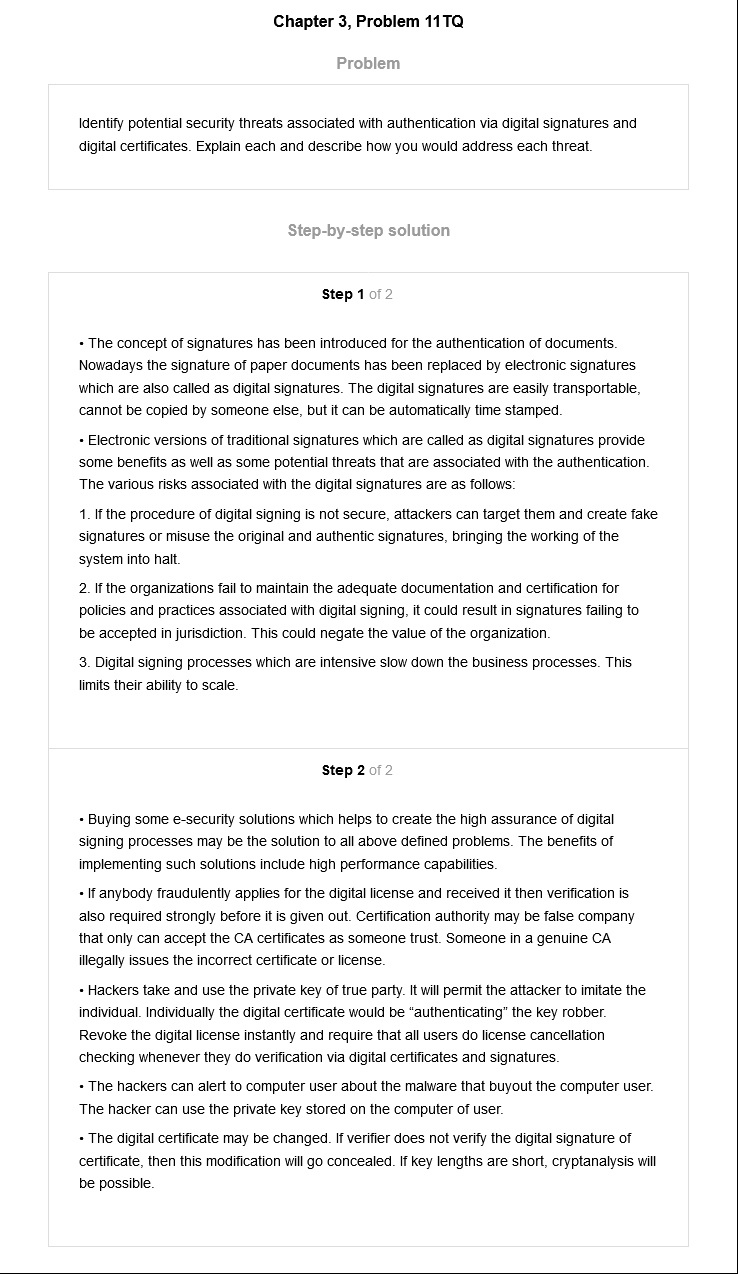 Chapter 3, Problem 11TQ
Problem
Identify potential security threats associated with authentication via digital signatures and
digital certificates. Explain each and describe how you would address each threat.
Step-by-step solution
Step 1 of 2
• The concept of signatures has been introduced for the authentication of documents.
Nowadays the signature of paper documents has been replaced by electronic signatures
which are also called as digital signatures. The digital signatures are easily transportable,
cannot be copied by someone else, but it can be automatically time stamped.
• Electronic versions of traditional signatures which are called as digital signatures provide
some benefits as well as some potential threats that are associated with the authentication.
The various risks associated with the digital signatures are as follows:
1. If the procedure of digital signing is not secure, attackers can target them and create fake
signatures or misuse the original and authentic signatures, bringing the working of the
system into halt.
2. If the organizations fail to maintain the adequate documentation and certification for
policies and practices associated with digital signing, it could result in signatures failing to
be accepted in jurisdiction. This could negate the value of the organization.
3. Digital signing processes which are intensive slow down the business processes. This
limits their ability to scale.
Step 2 of 2
• Buying some e-security solutions which helps to create the high assurance of digital
signing processes may be the solution to all above defined problems. The benefits of
implementing such solutions include high performance capabilities.
• If anybody fraudulently applies for the digital license and received it then verification is
also required strongly before it is given out. Certification authority may be false company
that only can accept the CA certificates as someone trust. Someone in a genuine CA
illegally issues the incorrect certificate or license.
• Hackers take and use the private key of true party. It will permit the attacker to imitate the
individual. Individually the digital certificate would be “authenticating” the key robber.
Revoke the digital license instantly and require that all users do license cancellation
checking whenever they do verification via digital certificates and signatures.
• The hackers can alert to computer user about the malware that buyout the computer user.
The hacker can use the private key stored on the computer of user.
• The digital certificate may be changed. If verifier does not verify the digital signature of
certificate, then this modification will go concealed. If key lengths are short, cryptanalysis will
be possible.